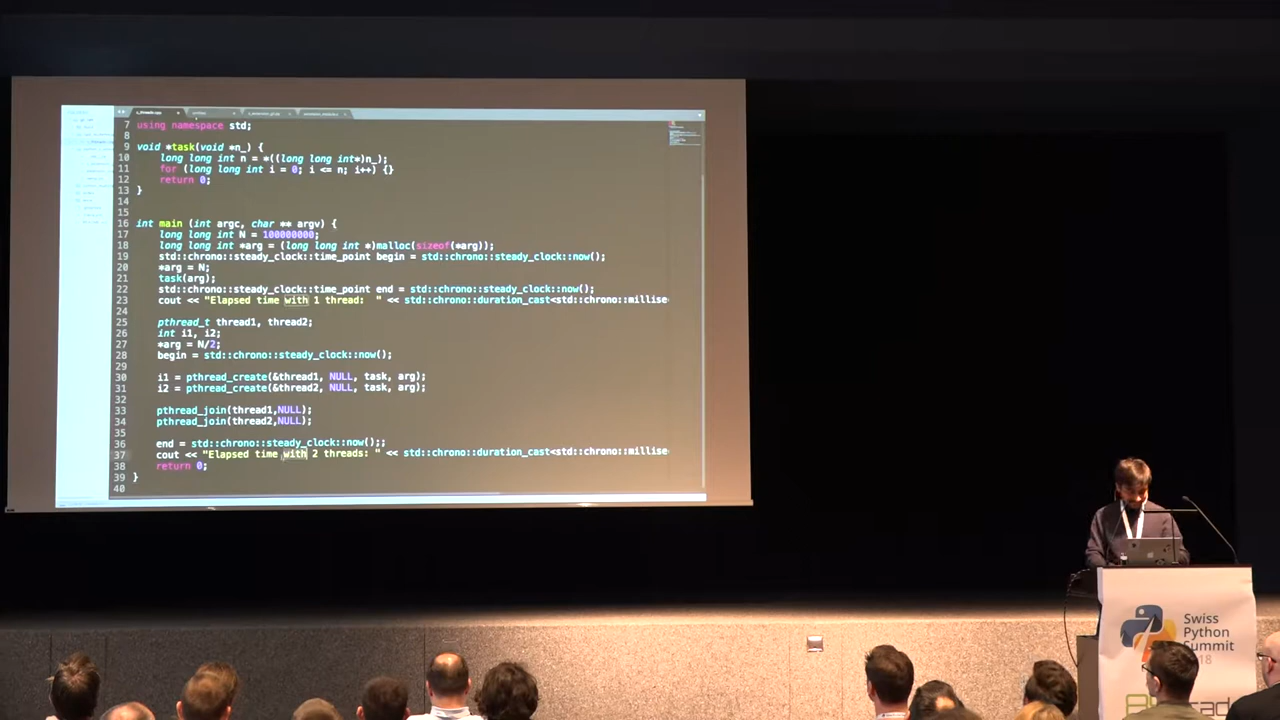 7 using namespace std;
8
9 void *task(void *n_) {
10 long long int n = *((long long int*)n_);
11 for (long long int i = 0; i <= n; i++) {}
12 return 0;
13 }
14
15
16 int main (int argc, char ** argv) {
17 long long int N = 100000000;
18 long long int *arg = (long long int *)malloc(sizeof(*arg));
19 std::chrono::steady_clock::time_point begin = std::chrono::steady_clock::now();
20 *arg = N;
21 task(arg);
22 std::chrono::steady_clock::time_point end = std::chrono::steady_clock::now();
23 cout << "Elapsed time with 1 thread:  " << std::chrono::duration_cast<std::chrono::millise
24
25 pthread_t thread1, thread2;
26 int i1, i2;
27 *arg = N/2;
28 begin = std::chrono::steady_clock::now();
29
30 i1 = pthread_create(&thread1, NULL, task, arg);
31 i2 = pthread_create(&thread2, NULL, task, arg);
32
33 pthread_join(thread1,NULL);
34 pthread_join(thread2,NULL);
35
36 end = std::chrono::steady_clock::now();;
37 cout << "Elapsed time with 2 threads: " << std::chrono::duration_cast<std::chrono::millise
38 return 0;
39 }
40
Swiss
Python
Summit
18